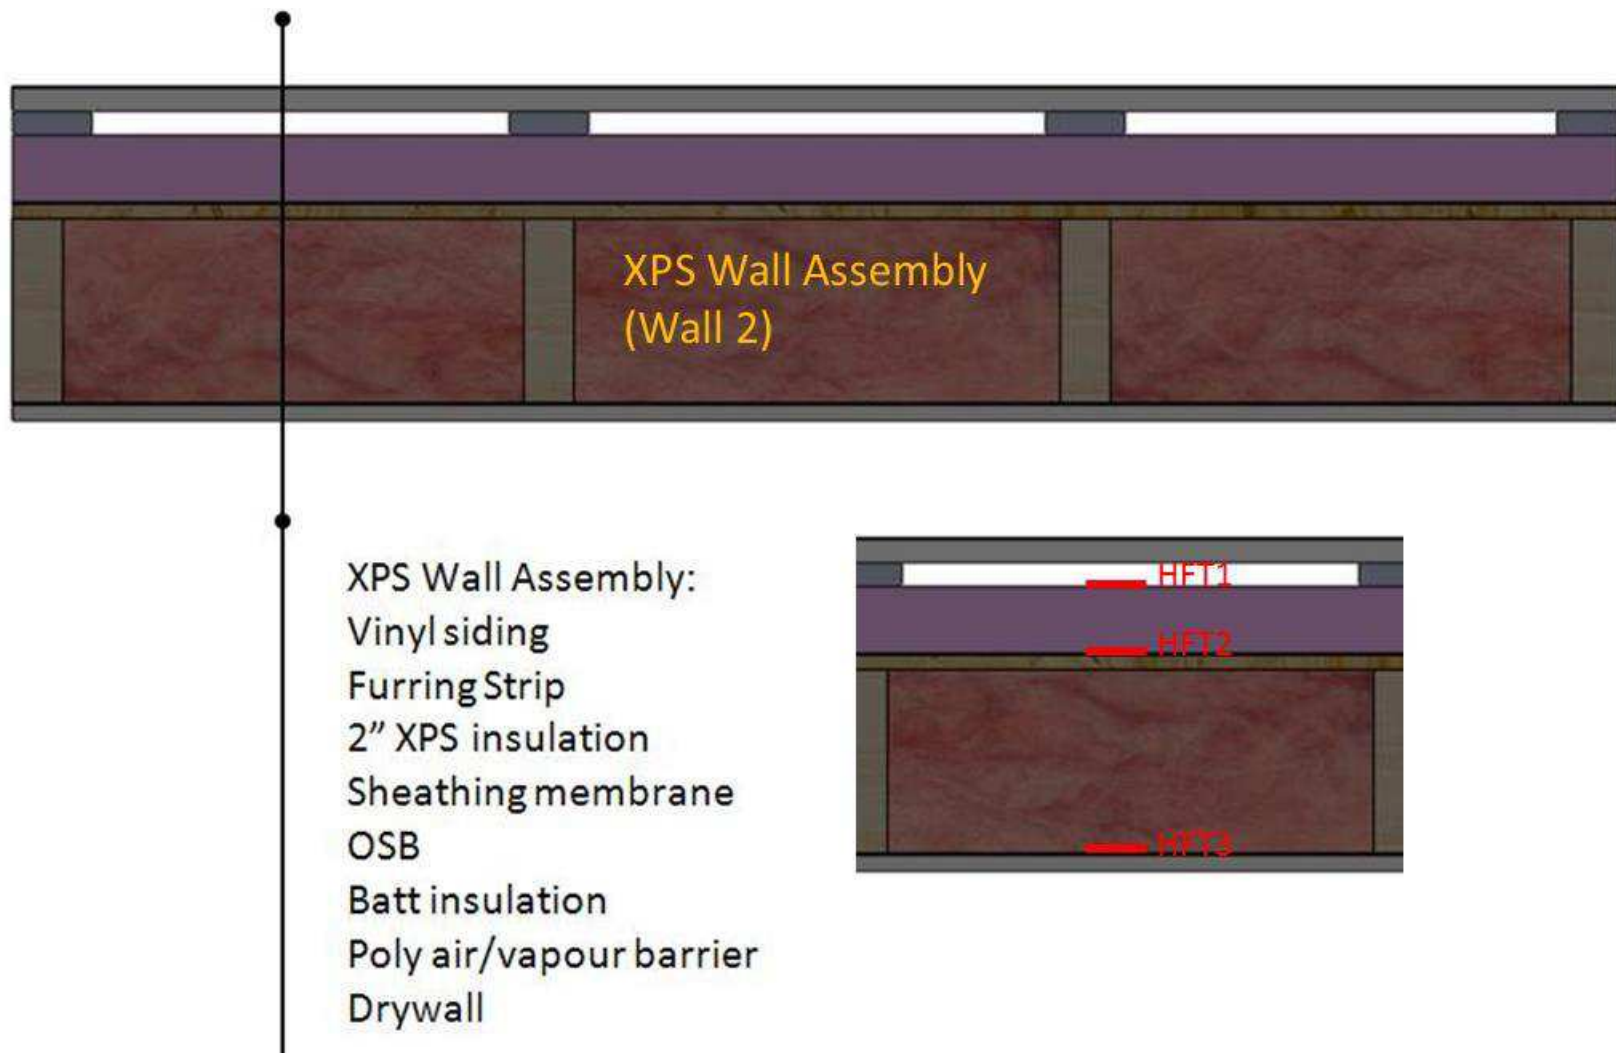 XPS Wall Assembly
(Wall 2)
XPS Wall Assembly:
Vinyl siding
Furring Strip
2” XPS insulation
Sheathing membrane
OSB
Batt insulation
Poly air/vapour barrier
Drywall
HFT1
HFT2
HFT3